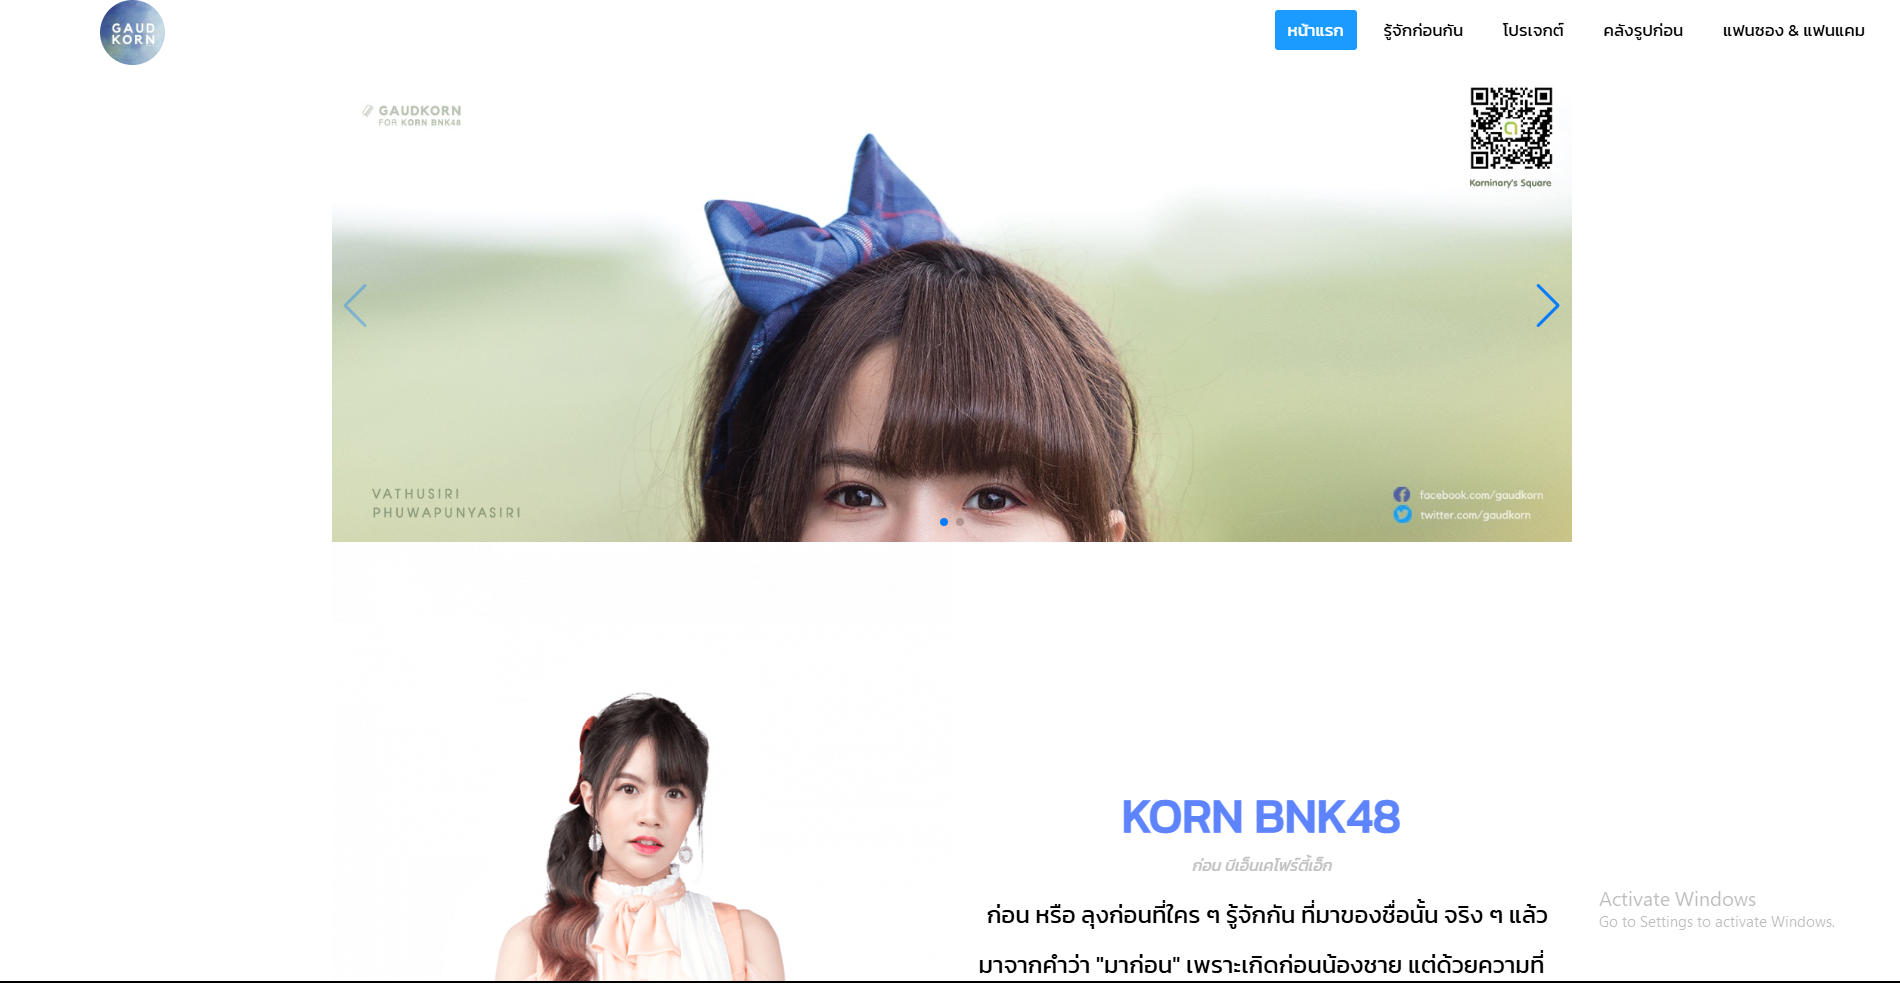 GAUD
KORN
หน้าแรก
รู้จักก่อนกัน
โปรเจกต์
คลังรูปก่อน
แฟนซอง & แฟนแคม
GAUDKORN
FOR KORN BNK48
Korninary's Square
VATHUSIRI
PHUWAPUNYASIRI
facebook.com/gaudkorn
twitter.com/gaudkorn
KORN BNK48
ก่อน บีเอ็นเคโฟร์ตี้เอ็ก
ก่อน หรือ ลุงก่อนที่ใคร ๆ รู้จักกัน ที่มาของชื่อนั้น จริง ๆ แล้ว
มาจากคำว่า "มาก่อน" เพราะเกิดก่อนน้องชาย แต่ด้วยความที่
Activate Windows
Go to Settings to activate Windows.